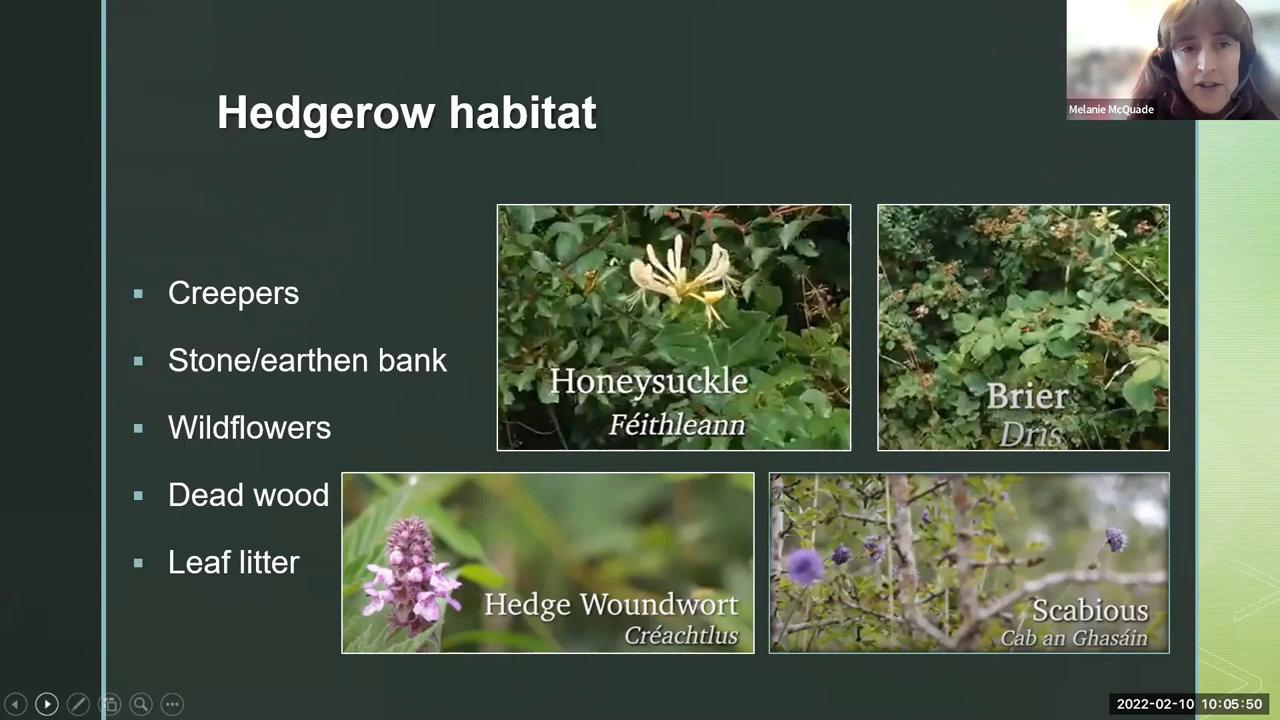 Melanie McQuade
Hedgerow habitat
Creepers
Stone/earthen bank
Wildflowers
Dead wood
Leaf litter
Honeysuckle
Féithleann
Brier
Dris
Hedge Woundwort
Créachtlus
Scabious
Cab an Ghasáin
2022-02-10 10:05:50